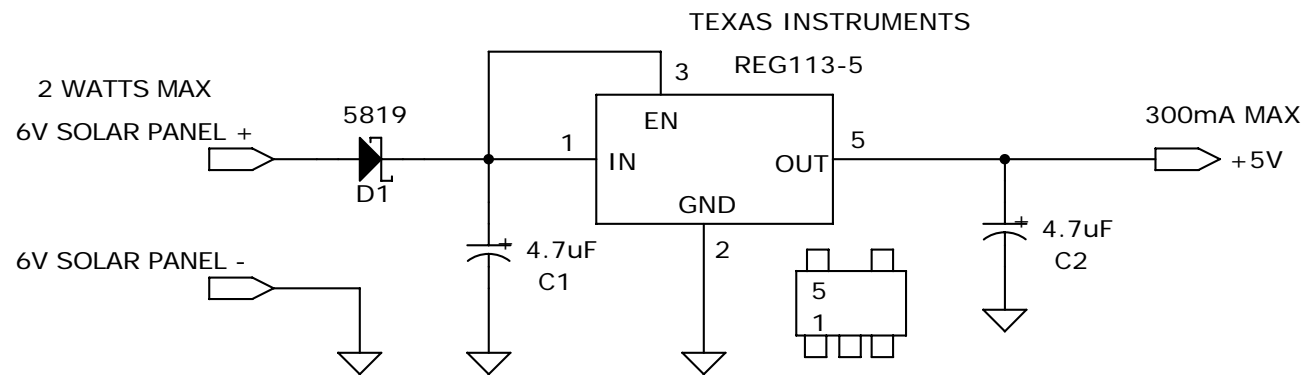 TEXAS INSTRUMENTS
REG113-5
2 WATTS MAX
6V SOLAR PANEL +
5819
D1
3
EN
1
IN
OUT
5
GND
2
300mA MAX
+5V
+
4.7uF
C1
+
4.7uF
C2
6V SOLAR PANEL -
5
1